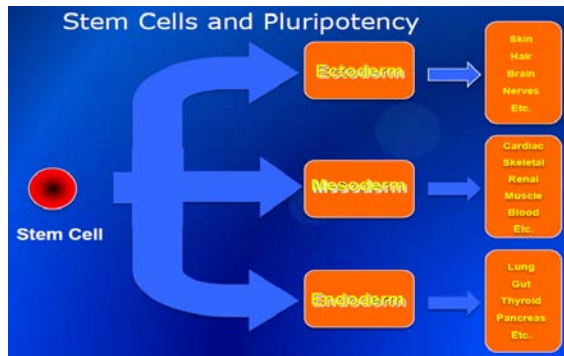 Stem Cells and Pluripotency
Ectoderm
Skin
Hair
Brain
Nerves
Etc.
Stem Cell
Mesoderm
Cardiac
Skeletal
Renal
Muscle
Blood
Etc.
Endoderm
Lung
Gut
Thyroid
Pancreas
Etc.